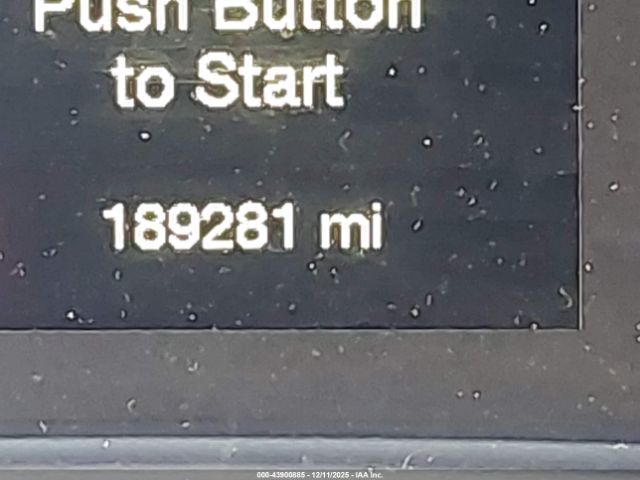 Push Button
to Start
189281 mi
000-43900885 - 12/11/2025 - IAA Inc.